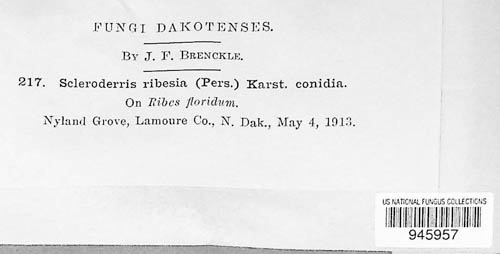 FUNGI DAKOTENSES.
BY J. F. BRENCKLE.
217. Scleroderris ribesia (Pers.) Karst. conidia.
On Ribes floridum.
Nyland Grove, Lamoure Co., N. Dak., May 4, 1913.
US NATIONAL FUNGUS COLLECTIONS
945957